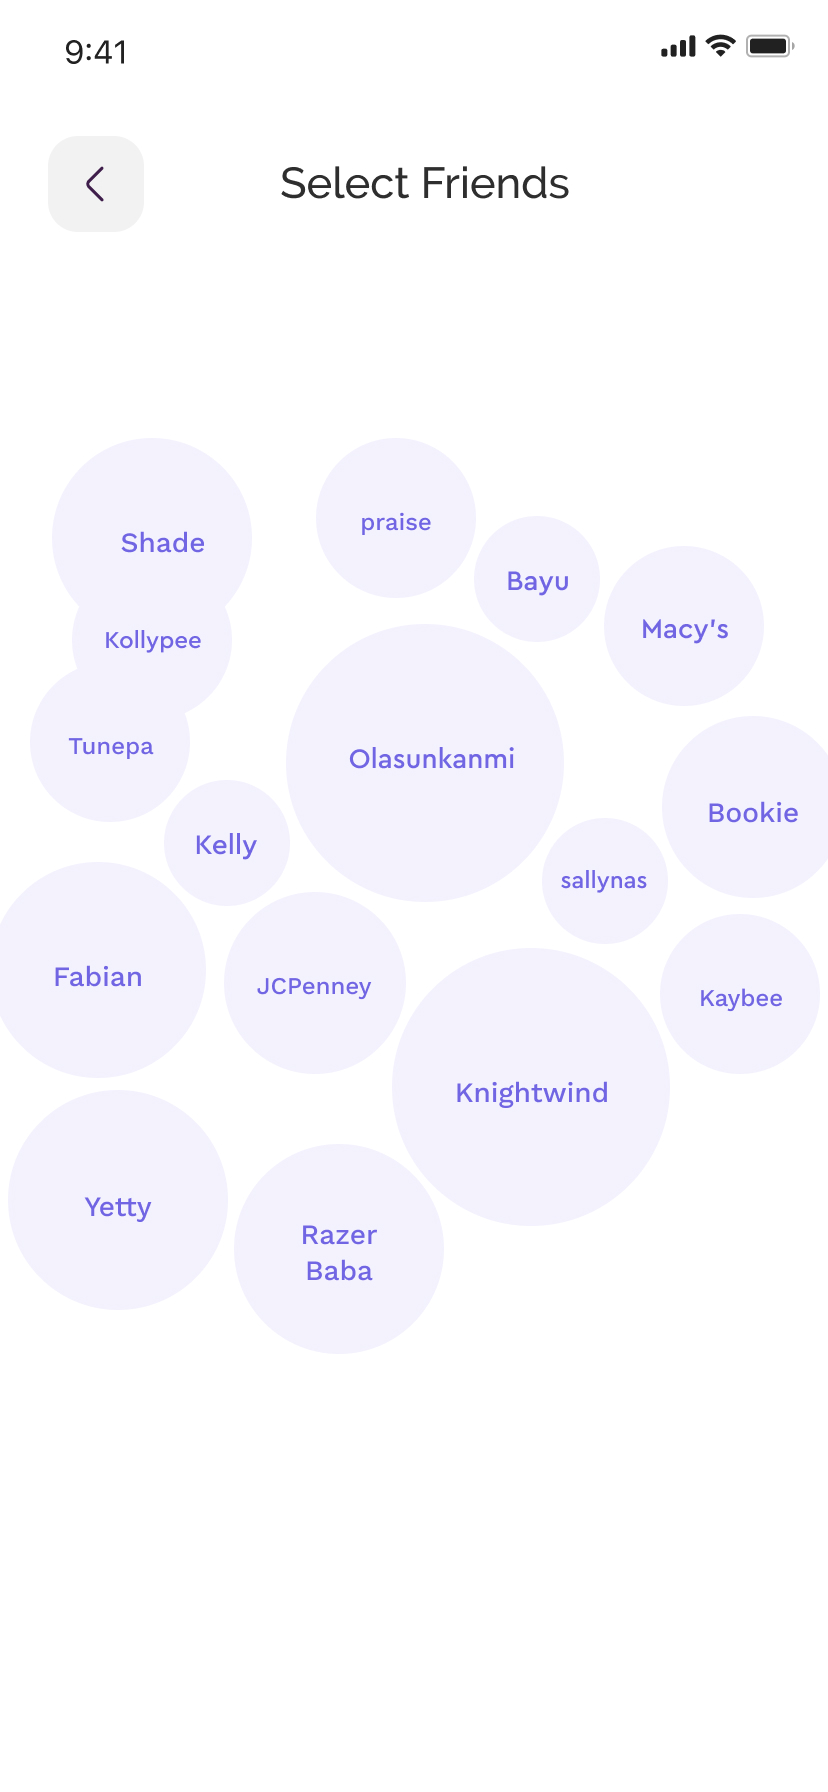 9:41
Select Friends
Shade
praise
Bayu
Macy's
Kollypee
Tunepa
Olasunkanmi
Bookie
Kelly
sallynas
Fabian
JCPenney
Kaybee
Knightwind
Yetty
Razer
Baba